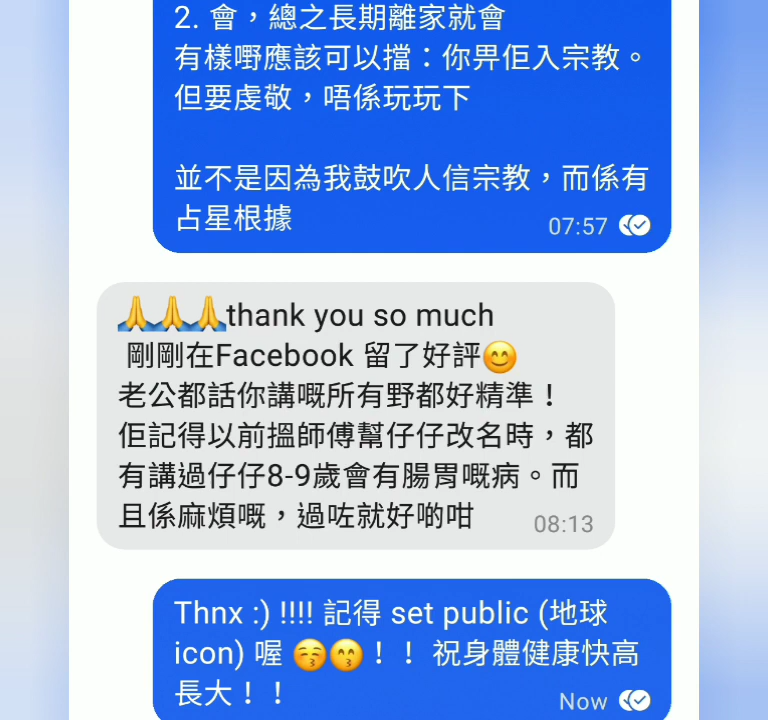 2. 會，總之長期離家就會
有樣嘢應該可以擋：你畀佢入宗教。
但要虔敬，唔係玩玩下
並不是因為我鼓吹人信宗教，而係有
占星根據
07:57
🙏🙏🙏thank you so much
剛剛在Facebook 留了好評😊
老公都話你講嘅所有野都好精準！
佢記得以前搵師傅幫仔仔改名時，都
有講過仔仔8-9歲會有腸胃嘅病。而
且係麻煩嘅，過咗就好啲咁
08:13
Thnx :) !!!! 記得 set public (地球
icon) 喔 😚😙！！ 祝身體健康快高
長大！！
Now